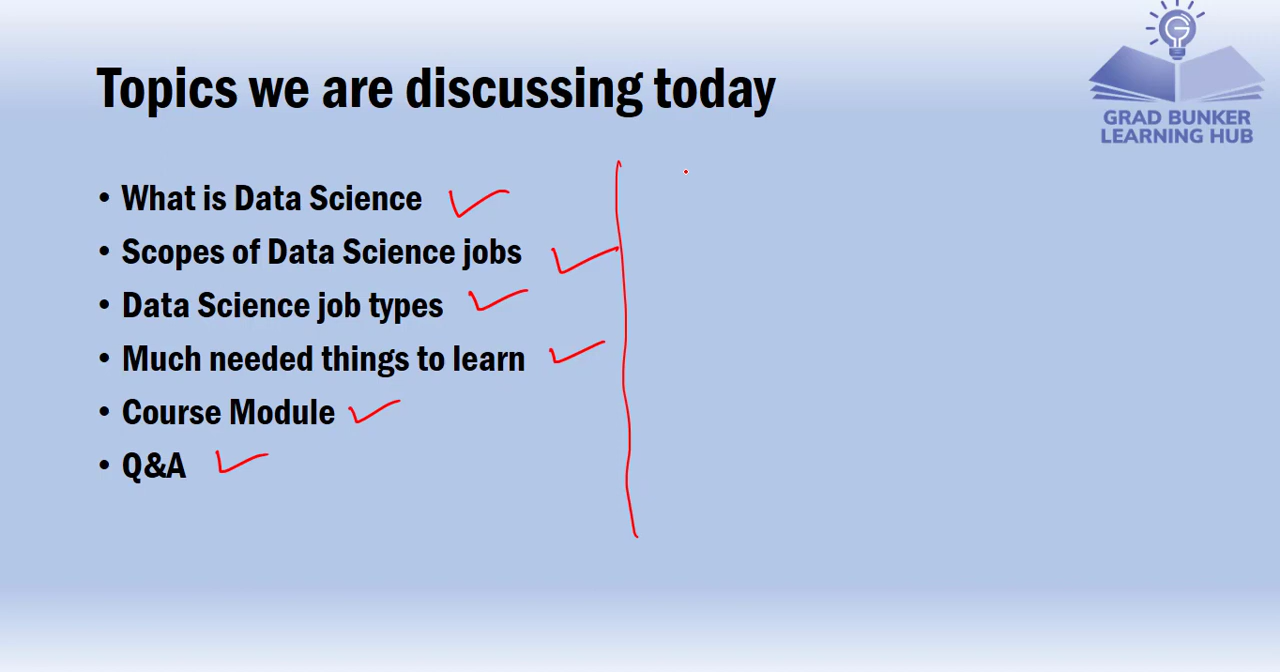 Topics we are discussing today
GRAD BUNKER
LEARNING HUB
• What is Data Science
• Scopes of Data Science jobs
• Data Science job types
• Much needed things to learn
• Course Module
• Q&A